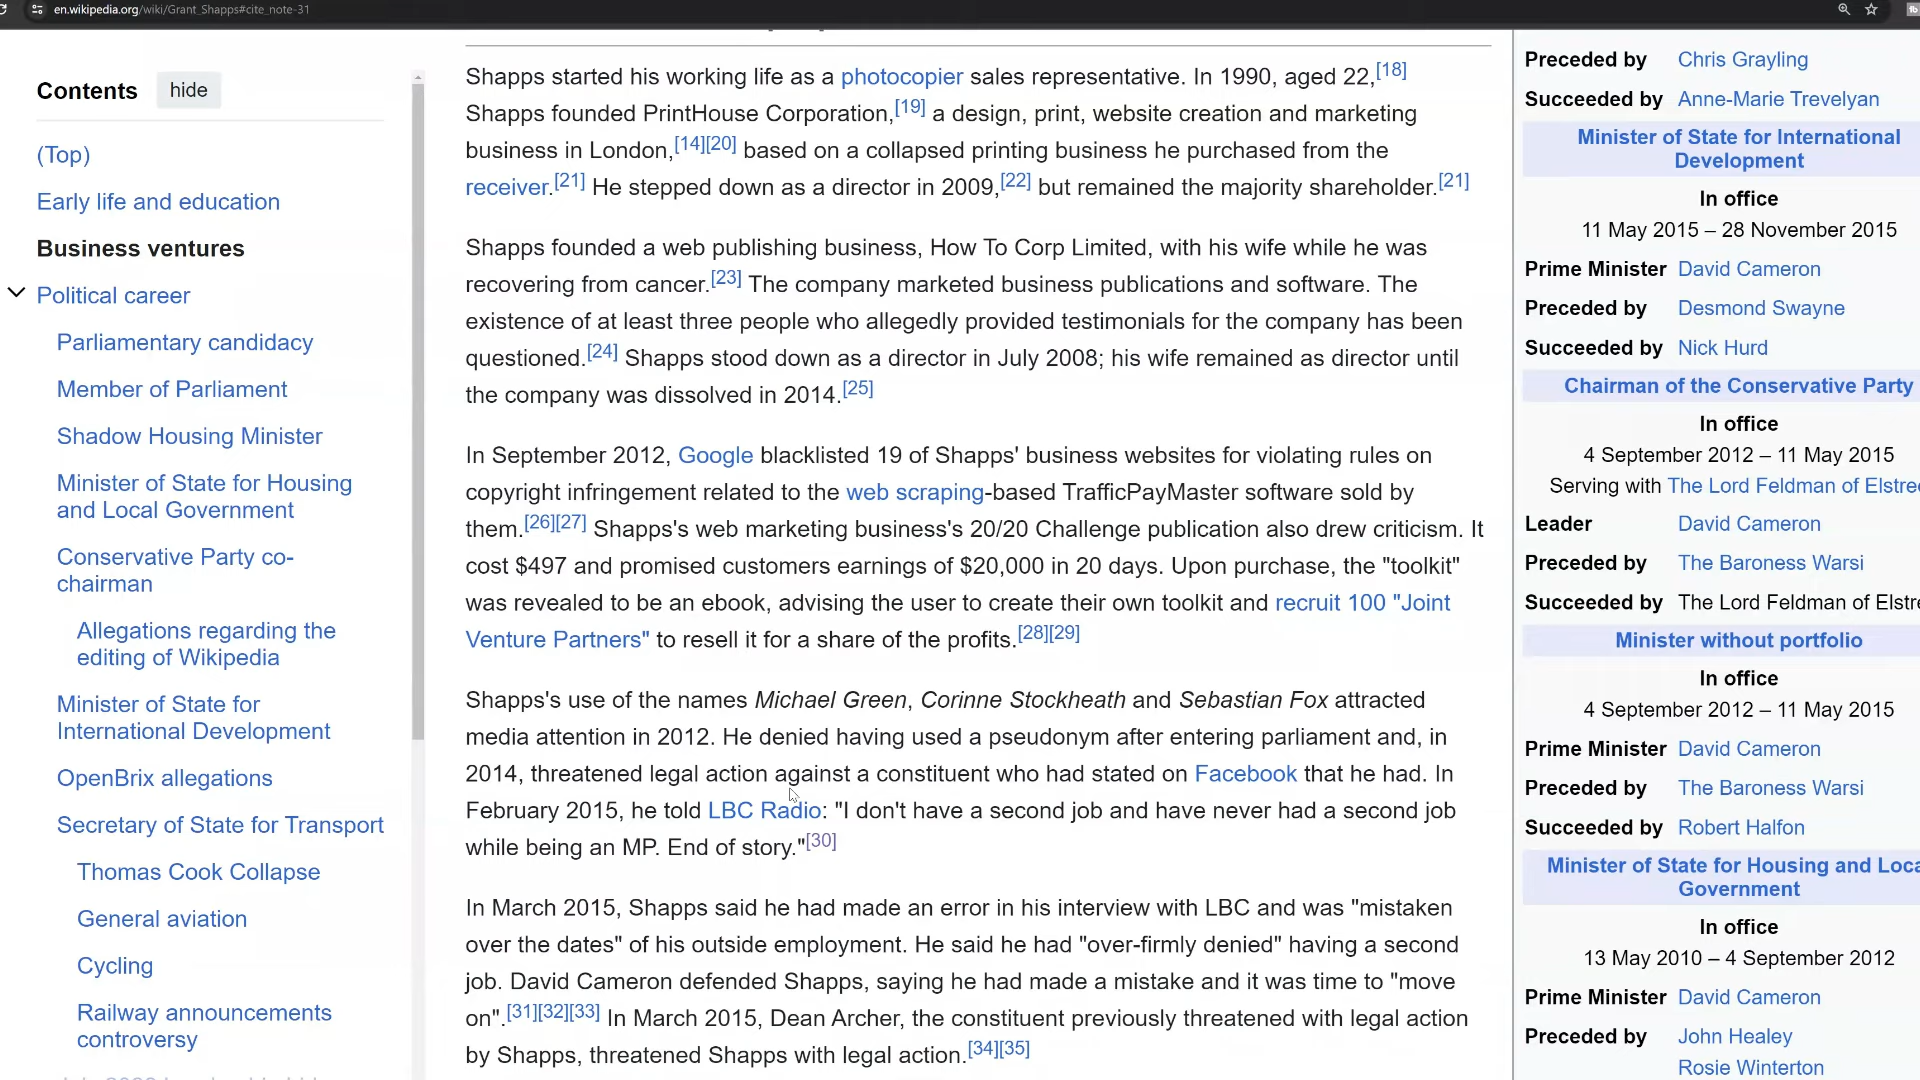 en.wikipedia.org/wiki/Grant_Shapps#cite_note-31
Contents hide
(Top)
Early life and education
Business ventures
Political career
Parliamentary candidacy
Member of Parliament
Shadow Housing Minister
Minister of State for Housing
and Local Government
Conservative Party co-
chairman
Allegations regarding the
editing of Wikipedia
Minister of State for
International Development
OpenBrix allegations
Secretary of State for Transport
Thomas Cook Collapse
General aviation
Cycling
Railway announcements
controversy
Shapps started his working life as a photocopier sales representative. In 1990, aged 22,[18]
Shapps founded PrintHouse Corporation,[19] a design, print, website creation and marketing
business in London,[14][20] based on a collapsed printing business he purchased from the
receiver.[21] He stepped down as a director in 2009,[22] but remained the majority shareholder.[21]
Shapps founded a web publishing business, How To Corp Limited, with his wife while he was
recovering from cancer.[23] The company marketed business publications and software. The
existence of at least three people who allegedly provided testimonials for the company has been
questioned.[24] Shapps stood down as a director in July 2008; his wife remained as director until
the company was dissolved in 2014.[25]
In September 2012, Google blacklisted 19 of Shapps' business websites for violating rules on
copyright infringement related to the web scraping-based TrafficPayMaster software sold by
them.[26][27] Shapps's web marketing business's 20/20 Challenge publication also drew criticism. It
cost $497 and promised customers earnings of $20,000 in 20 days. Upon purchase, the "toolkit"
was revealed to be an ebook, advising the user to create their own toolkit and recruit 100 "Joint
Venture Partners" to resell it for a share of the profits.[28][29]
Shapps's use of the names Michael Green, Corinne Stockheath and Sebastian Fox attracted
media attention in 2012. He denied having used a pseudonym after entering parliament and, in
2014, threatened legal action against a constituent who had stated on Facebook that he had. In
February 2015, he told LBC Radio: "I don't have a second job and have never had a second job
while being an MP. End of story."[30]
In March 2015, Shapps said he had made an error in his interview with LBC and was "mistaken
over the dates" of his outside employment. He said he had "over-firmly denied" having a second
job. David Cameron defended Shapps, saying he had made a mistake and it was time to "move
on".[31][32][33] In March 2015, Dean Archer, the constituent previously threatened with legal action
by Shapps, threatened Shapps with legal action.[34][35]
Preceded by Chris Grayling
Succeeded by Anne-Marie Trevelyan
Minister of State for International
Development
In office
11 May 2015 – 28 November 2015
Prime Minister David Cameron
Preceded by Desmond Swayne
Succeeded by Nick Hurd
Chairman of the Conservative Party
In office
4 September 2012 – 11 May 2015
Serving with The Lord Feldman of Elstre
Leader David Cameron
Preceded by The Baroness Warsi
Succeeded by The Lord Feldman of Elstre
Minister without portfolio
In office
4 September 2012 – 11 May 2015
Prime Minister David Cameron
Preceded by The Baroness Warsi
Succeeded by Robert Halfon
Minister of State for Housing and Loca
Government
In office
13 May 2010 – 4 September 2012
Prime Minister David Cameron
Preceded by John Healey
Rosie Winterton